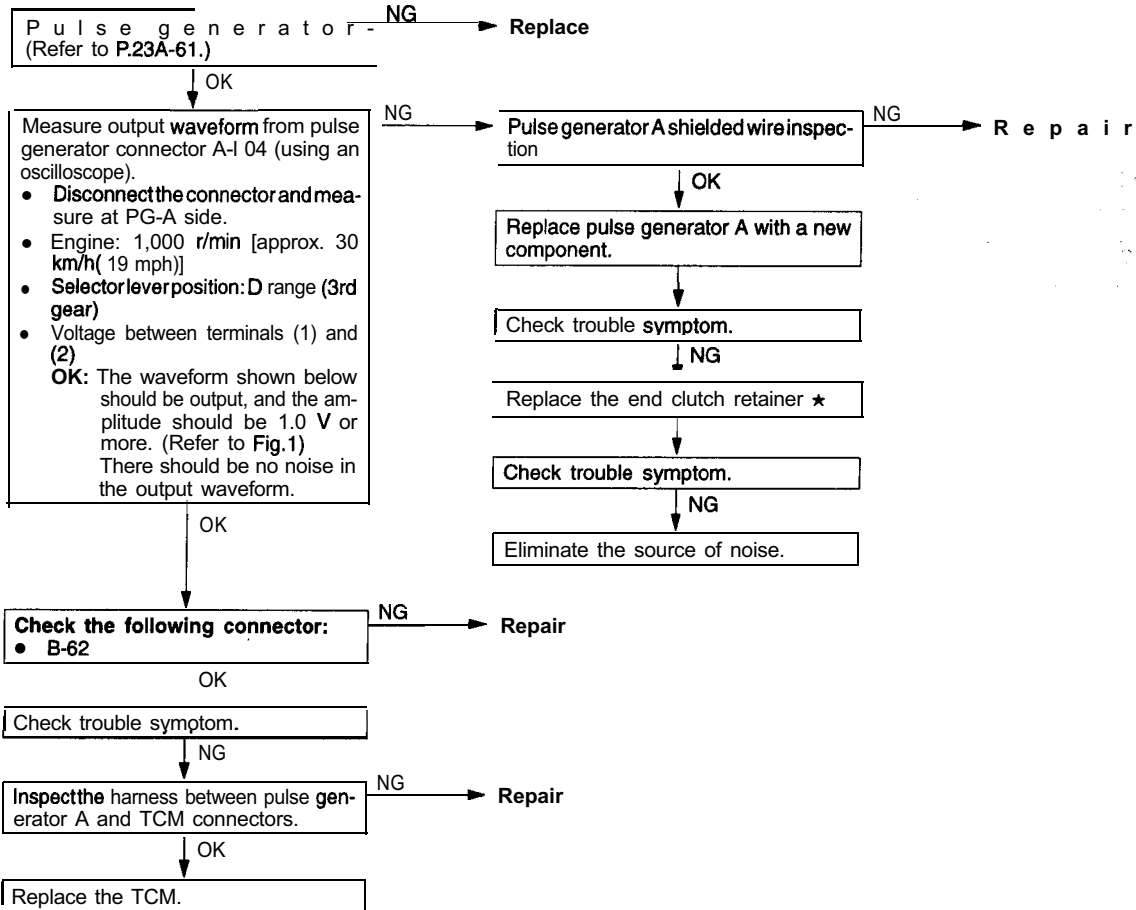 P u l s e g e n e r a t o r -
(Refer to P.23A-61.)
NG
Replace
OK
Measure output waveform from pulse
generator connector A-I 04 (using an
oscilloscope).
● Disconnect the connector and mea-
sure at PG-A side.
● Engine: 1,000 r/min [approx. 30
km/h( 19 mph)]
● Selector lever position: D range (3rd
gear)
● Voltage between terminals (1) and
(2)
OK: The waveform shown below
should be output, and the am-
plitude should be 1.0 V or
more. (Refer to Fig.1)
There should be no noise in
the output waveform.
NG
Pulse generator A shielded wire inspec-
tion
NG
R e p a i r
OK
Replace pulse generator A with a new
component.
Check trouble symptom.
NG
Replace the end clutch retainer ★
Check trouble symptom.
NG
Eliminate the source of noise.
OK
Check the following connector:
● B-62
NG
Repair
OK
Check trouble symptom.
NG
Inspect the harness between pulse gen-
erator A and TCM connectors.
NG
Repair
OK
Replace the TCM.